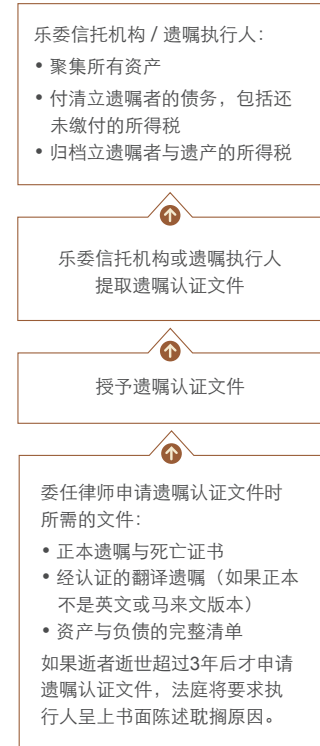 乐委信托机构 / 遗嘱执行人：
• 聚集所有资产
• 付清立遗嘱者的债务，包括还
未缴付的所得税
• 归档立遗嘱者与遗产的所得税
乐委信托机构或遗嘱执行人
提取遗嘱认证文件
授予遗嘱认证文件
委任律师申请遗嘱认证文件时
所需的文件：
• 正本遗嘱与死亡证书
• 经认证的翻译遗嘱（如果正本
不是英文或马来文版本）
• 资产与负债的完整清单
如果逝者逝世超过3年后才申请
遗嘱认证文件，法庭将要求执
行人呈上书面陈述耽搁原因。